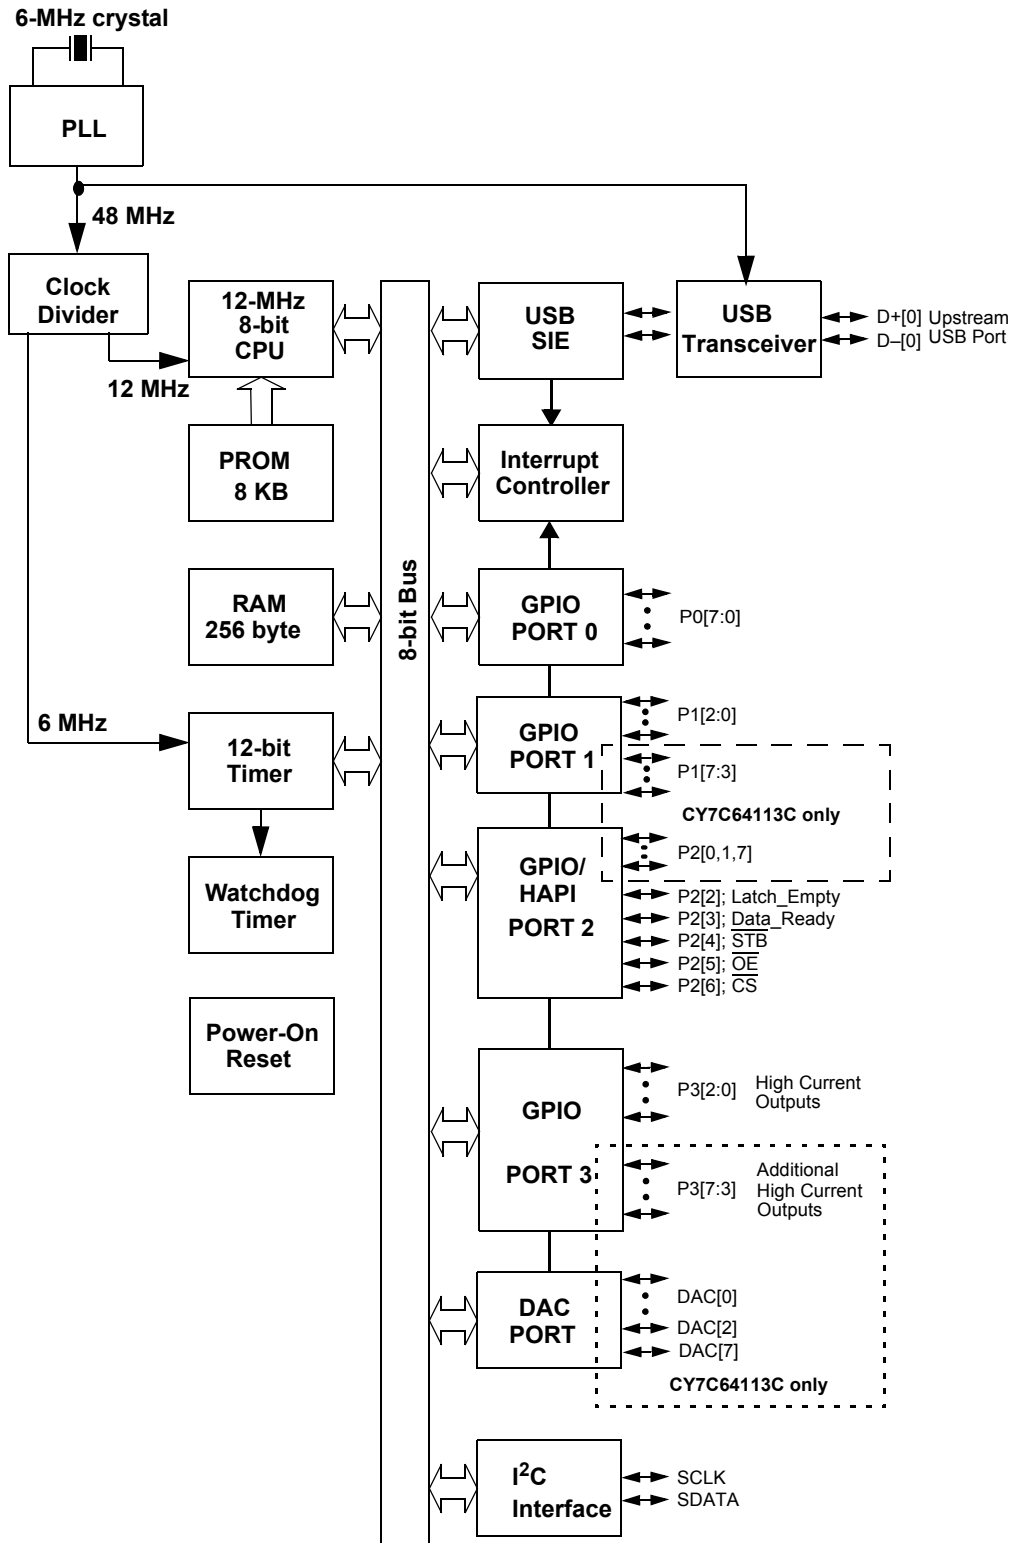 6-MHz crystal
PLL
48 MHz
Clock
Divider
12-MHz
8-bit
CPU
12 MHz
USB
SIE
USB
Transceiver
D+[0] Upstream
D–[0] USB Port
PROM
8 KB
Interrupt
Controller
8-bit Bus
RAM
256 byte
GPIO
PORT 0
P0[7:0]
6 MHz
12-bit
Timer
GPIO
PORT 1
P1[2:0]
P1[7:3]
CY7C64113C only
P2[0,1,7]
Watchdog
Timer
GPIO/
HAPI
PORT 2
P2[2]; Latch_Empty
P2[3]; Data_Ready
P2[4]; S̅T̅B̅
P2[5]; O̅E̅
P2[6]; C̅S̅
Power-On
Reset
GPIO
PORT 3
P3[2:0]
High Current
Outputs
P3[7:3]
Additional
High Current
Outputs
DAC
PORT
DAC[0]
DAC[2]
DAC[7]
CY7C64113C only
I²C
Interface
SCLK
SDATA